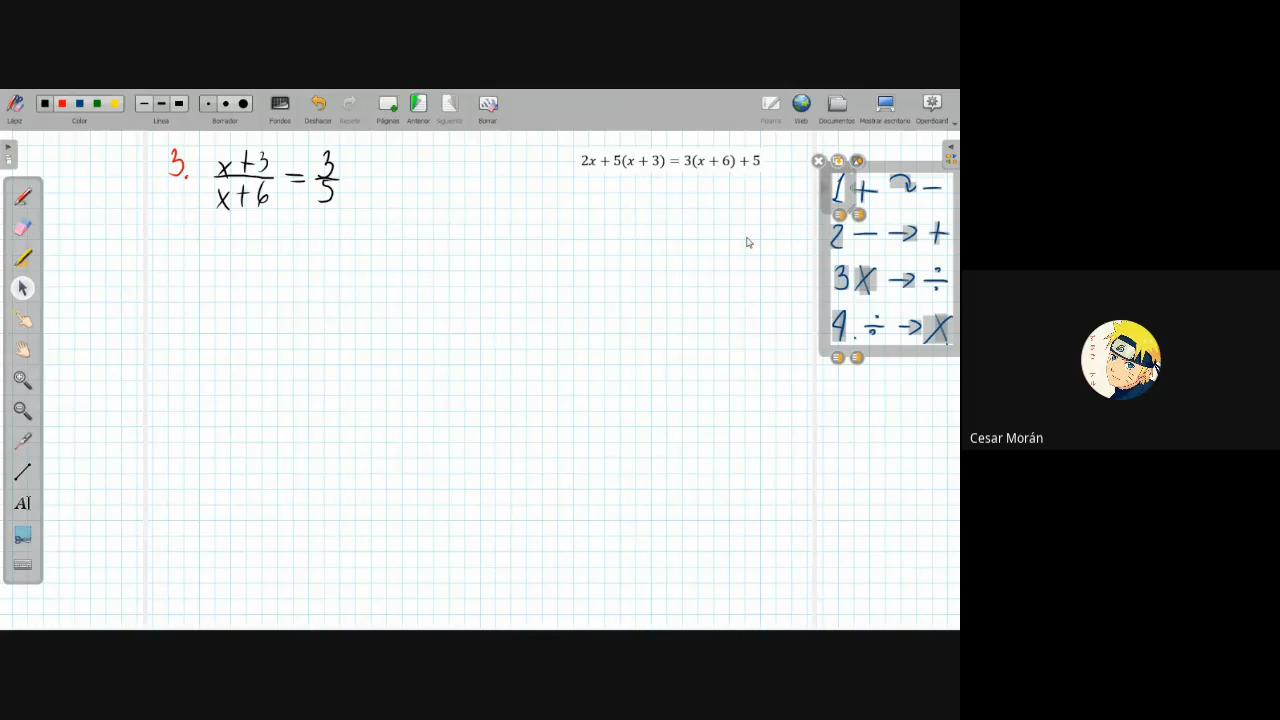 Lápiz
Color
Línea
Borrador
Fondos
Deshacer
Páginas
Anterior
Siguiente
Borrar
Pizarra
Web
Documentos
Mostrar escritorio
OpenBoard
3. x+3 / x+6 = 3 / 5
2x + 5(x + 3) = 3(x + 6) + 5
1 + ↷ −
2 − → +
3 X → ÷
4. ÷ → X
AI
Cesar Morán